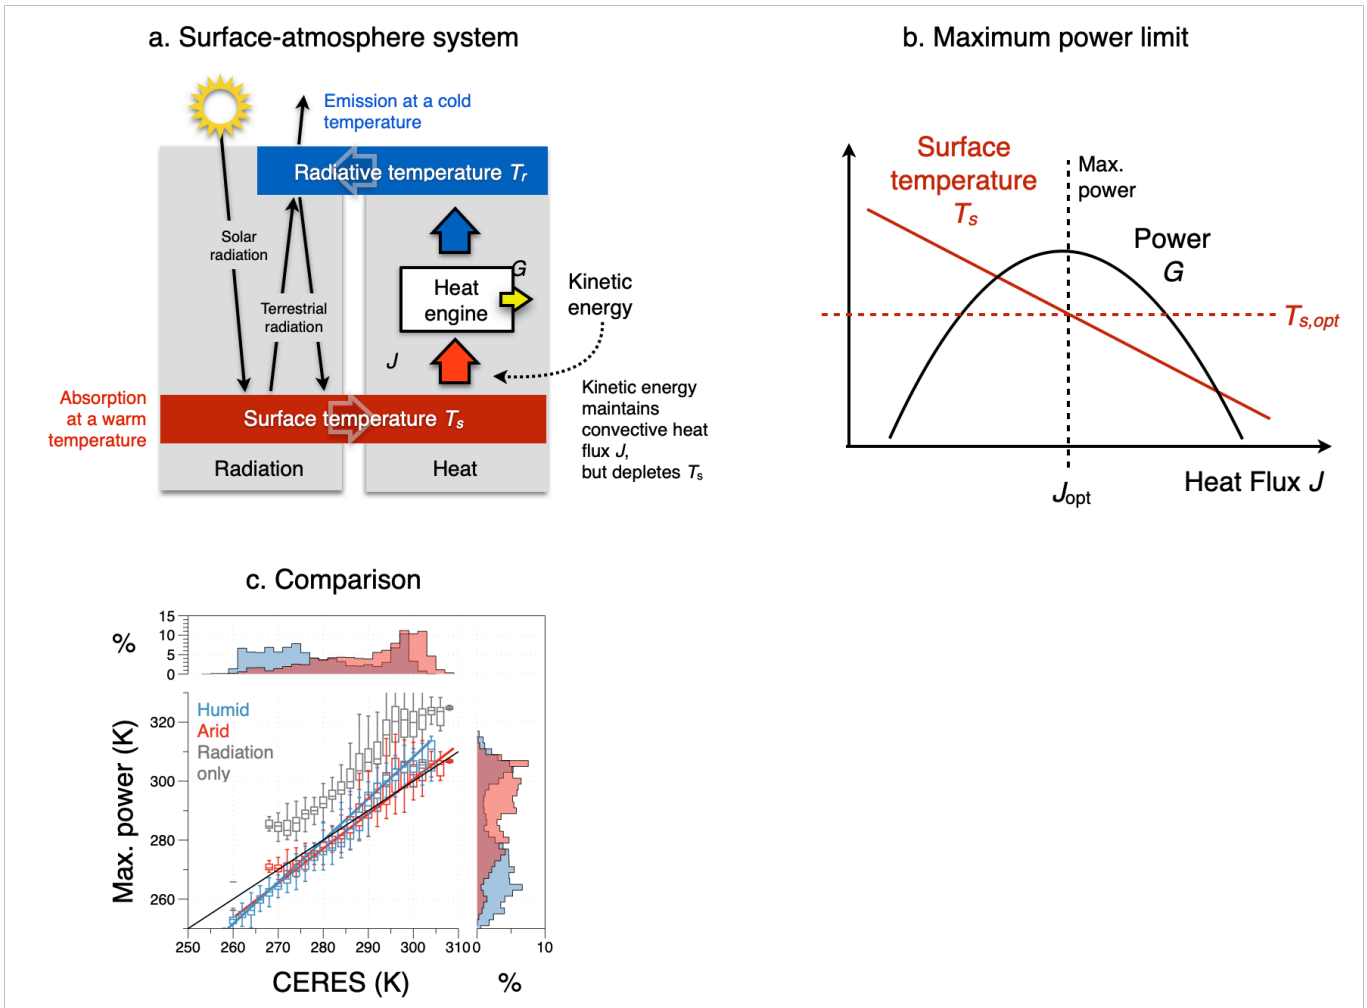 a. Surface-atmosphere system
Emission at a cold
temperature
Radiative temperature Tr
Solar
radiation
Terrestrial
radiation
G
Heat
engine
Kinetic
energy
J
Absorption
at a warm
temperature
Surface temperature Ts
Kinetic energy
maintains
convective heat
flux J,
but depletes Ts
Radiation
Heat
b. Maximum power limit
Surface
temperature
Ts
Max.
power
Power
G
Ts,opt
Jopt
Heat Flux J
c. Comparison
%
15
10
5
0
Max. power (K)
320
300
280
260
Humid
Arid
Radiation
only
250 260 270 280 290 300 310 0 10
CERES (K)
%